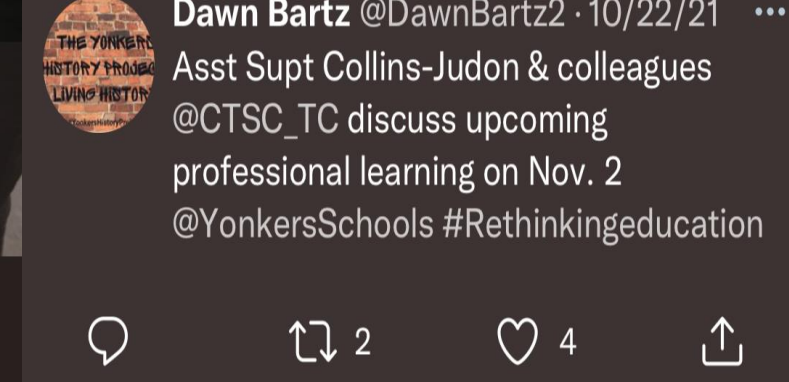 Dawn Bartz @DawnBartz2 · 10/22/21
THE YONKERS
HISTORY PROJEC
LIVING HISTOR
Asst Supt Collins-Judon & colleagues
@CTSC_TC discuss upcoming
professional learning on Nov. 2
@YonkersSchools #Rethinkingeducation
2
4